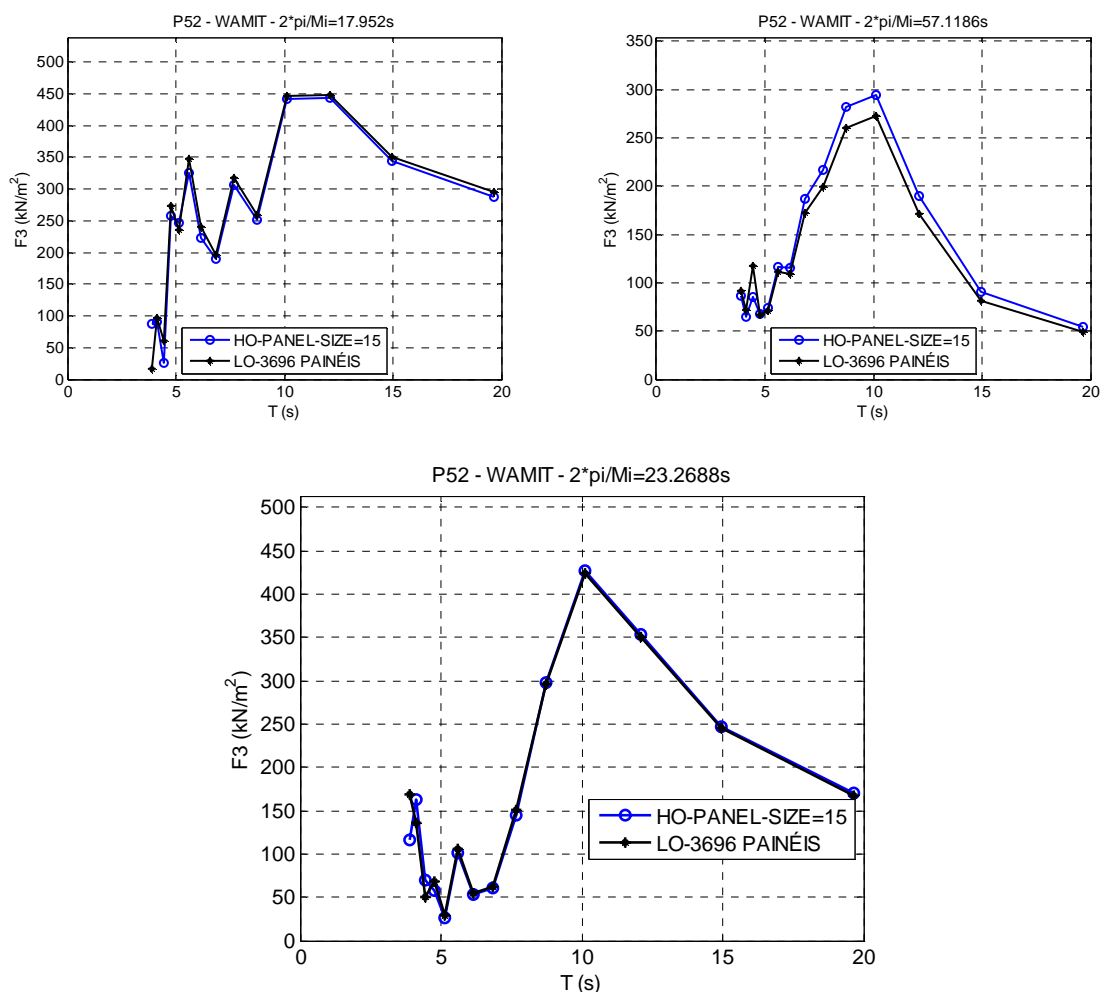 P52 - WAMIT - 2*pi/Mi=17.952s
500
450
400
350
300
250
200
150
100
50
0
F3 (kN/m²)
0 5 10 15 20
T (s)
HO-PANEL-SIZE=15
LO-3696 PAINÉIS
P52 - WAMIT - 2*pi/Mi=57.1186s
350
300
250
200
150
100
50
0
F3 (kN/m²)
0 5 10 15 20
T (s)
HO-PANEL-SIZE=15
LO-3696 PAINÉIS
P52 - WAMIT - 2*pi/Mi=23.2688s
500
450
400
350
300
250
200
150
100
50
0
F3 (kN/m²)
0 5 10 15 20
T (s)
HO-PANEL-SIZE=15
LO-3696 PAINÉIS